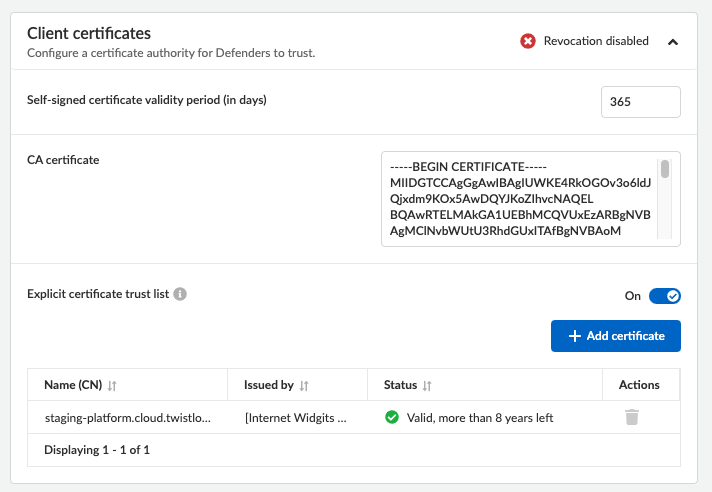 Client certificates
Configure a certificate authority for Defenders to trust.
Revocation disabled
Self-signed certificate validity period (in days)
365
CA certificate
-----BEGIN CERTIFICATE-----
MIIDGTCCAgGgAwIBAgIUWKE4RkOGOv3o6ldJ
Qjxdm9KOx5AwDQYJKoZIhvcNAQEL
BQAwRTELMAkGA1UEBhMCQVUxEzARBgNVB
AgMClNvbWUtU3RhdGUxITAfBgNVBAoM
Explicit certificate trust list
On
+ Add certificate
Name (CN)
Issued by
Status
Actions
staging-platform.cloud.twistlo...
[Internet Widgits ...
Valid, more than 8 years left
Displaying 1 - 1 of 1